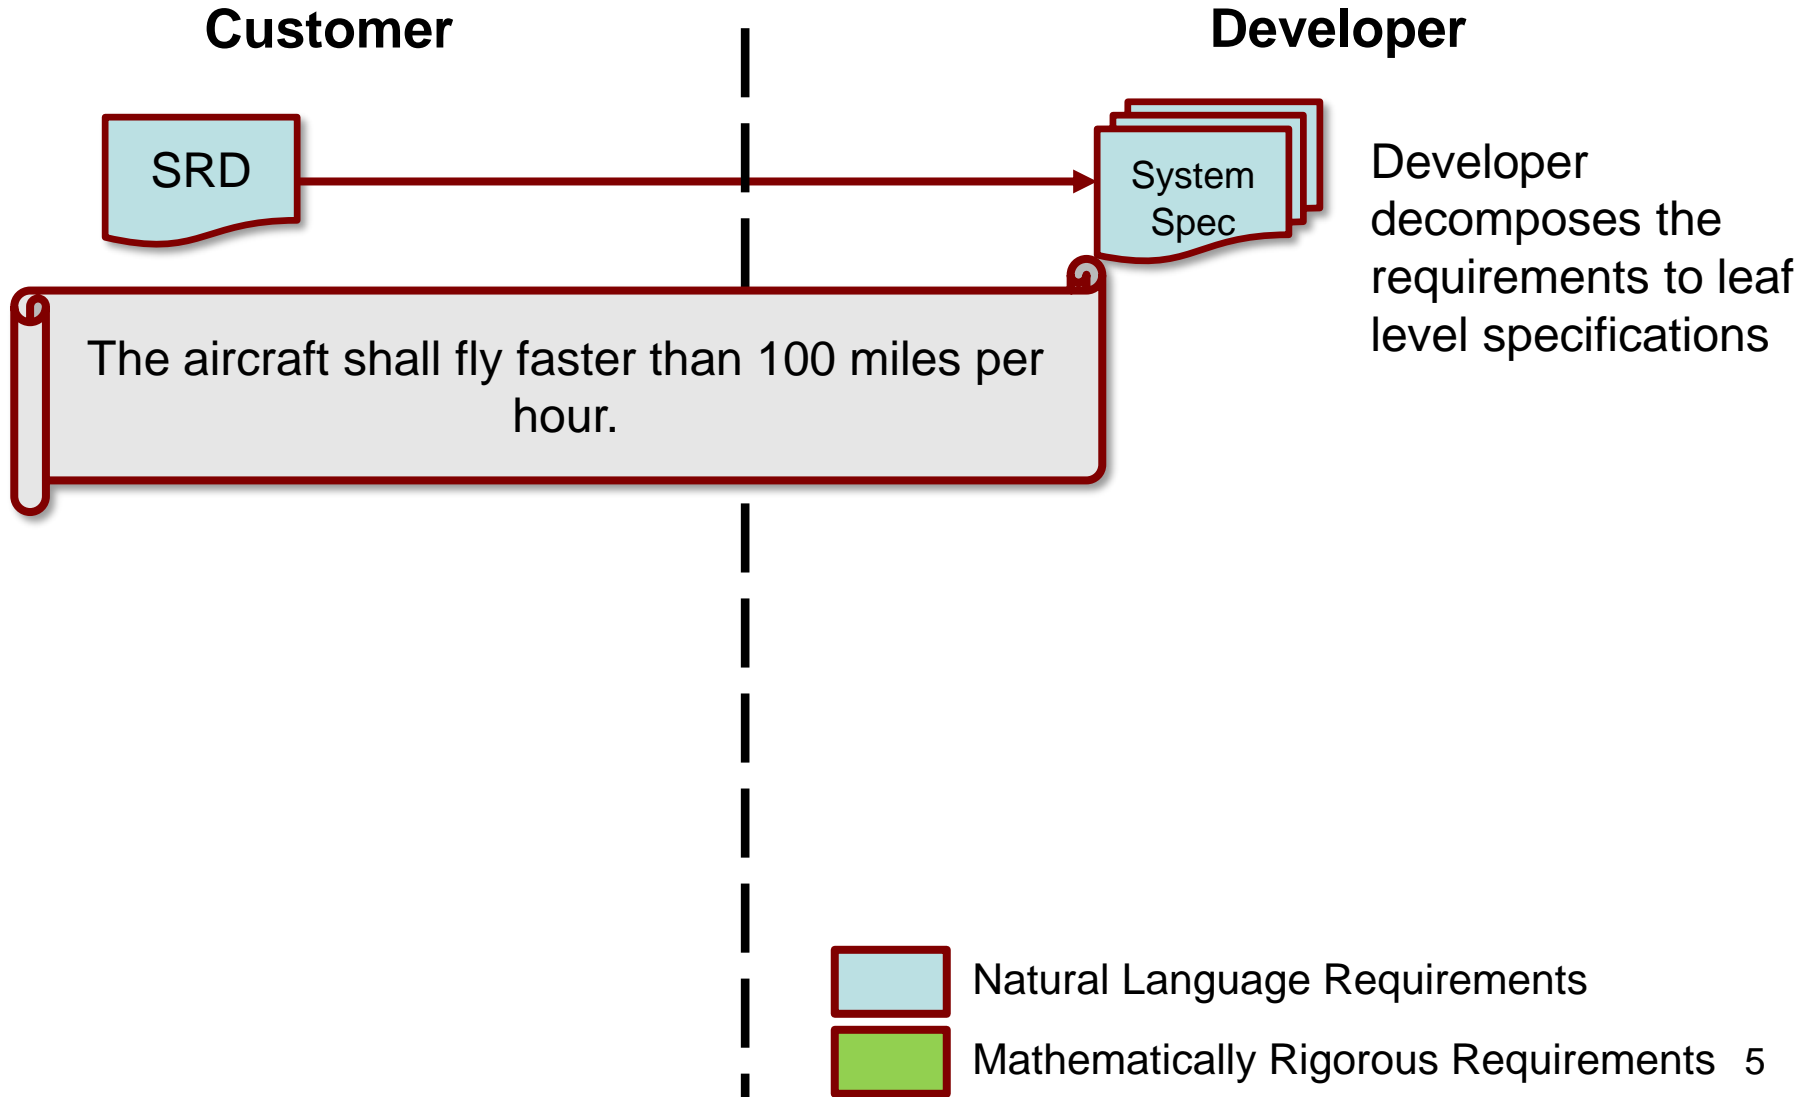 Customer
Developer
SRD
System
Spec
Developer
decomposes the
requirements to leaf
level specifications
The aircraft shall fly faster than 100 miles per
hour.
Natural Language Requirements
Mathematically Rigorous Requirements
5